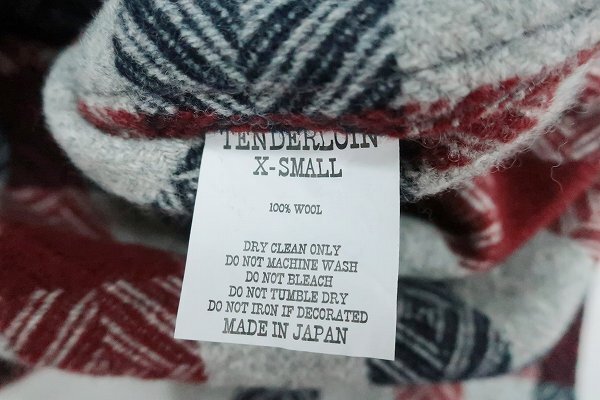 TENDERLOIN
X-SMALL
100% WOOL
DRY CLEAN ONLY
DO NOT MACHINE WASH
DO NOT BLEACH
DO NOT TUMBLE DRY
DO NOT IRON IF DECORATED
MADE IN JAPAN